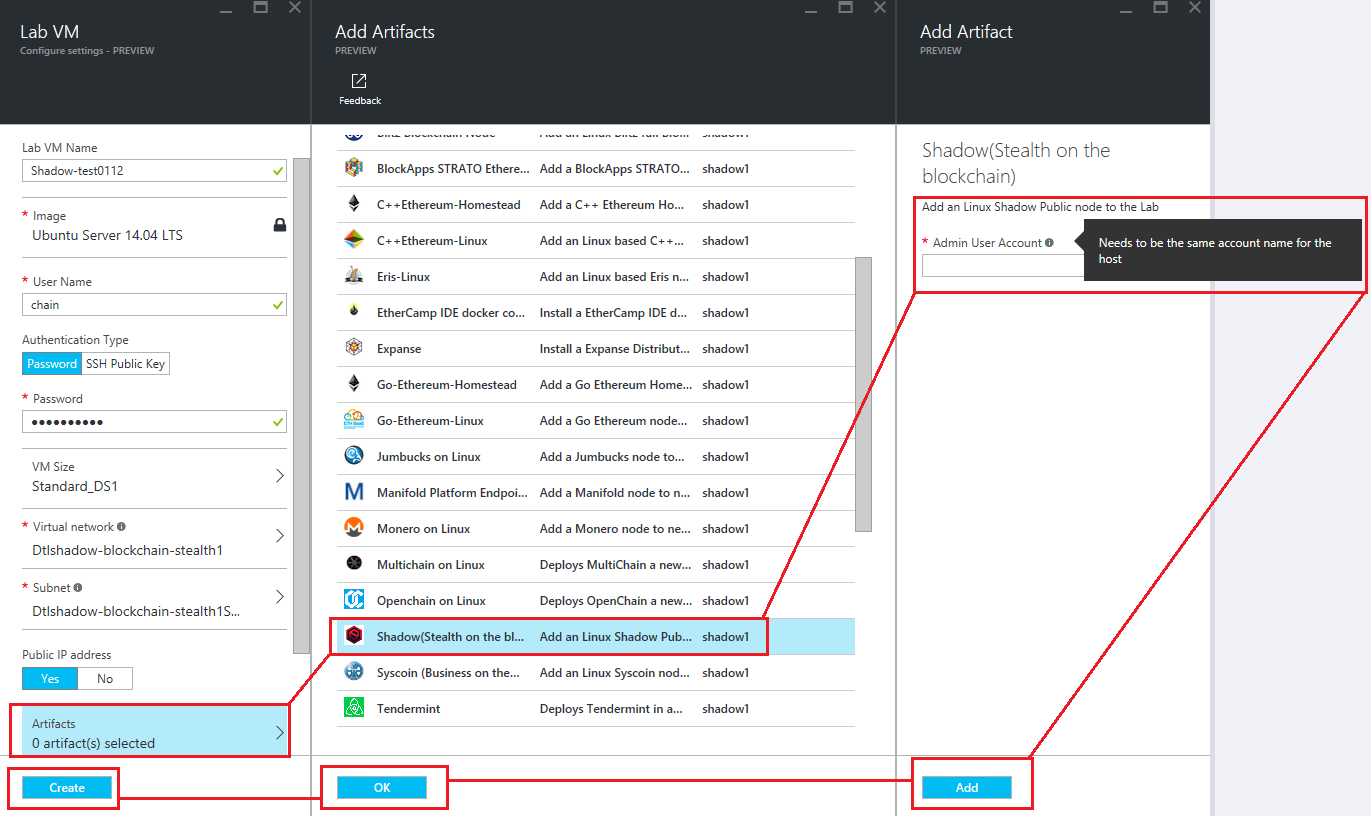 Lab VM
Configure settings - PREVIEW
Lab VM Name
Shadow-test0112
* Image
Ubuntu Server 14.04 LTS
* User Name
chain
Authentication Type
Password SSH Public Key
* Password
VM Size
Standard_DS1
* Virtual network
Dtlshadow-blockchain-stealth1
* Subnet
Dtlshadow-blockchain-stealth1S...
Public IP address
Yes No
Artifacts
0 artifact(s) selected
Create
Add Artifacts
PREVIEW
Feedback
shadow1
BlockApps STRATO Ethere... Add a BlockApps STRATO... shadow1
C++Ethereum-Homestead Add a C++ Ethereum Ho... shadow1
C++Ethereum-Linux Add an Linux based C++... shadow1
Eris-Linux Add an Linux based Eris n... shadow1
EtherCamp IDE docker co... Install a EtherCamp IDE d... shadow1
Expanse Install a Expanse Distribut... shadow1
Go-Ethereum-Homestead Add a Go Ethereum Home... shadow1
Go-Ethereum-Linux Add a Go Ethereum node... shadow1
Jumbucks on Linux Add a Jumbucks node to... shadow1
Manifold Platform Endpoi... Add a Manifold node to n... shadow1
Monero on Linux Add a Monero node to ne... shadow1
Multichain on Linux Deploys MultiChain a new... shadow1
Openchain on Linux Deploys OpenChain a new... shadow1
Shadow(Stealth on the bl... Add an Linux Shadow Pub... shadow1
Syscoin (Business on the... Add an Linux Syscoin nod... shadow1
Tendermint Deploys Tendermint in a... shadow1
OK
Add Artifact
PREVIEW
Shadow(Stealth on the
blockchain)
Add an Linux Shadow Public node to the Lab
* Admin User Account
Needs to be the same account name for the
host
Add